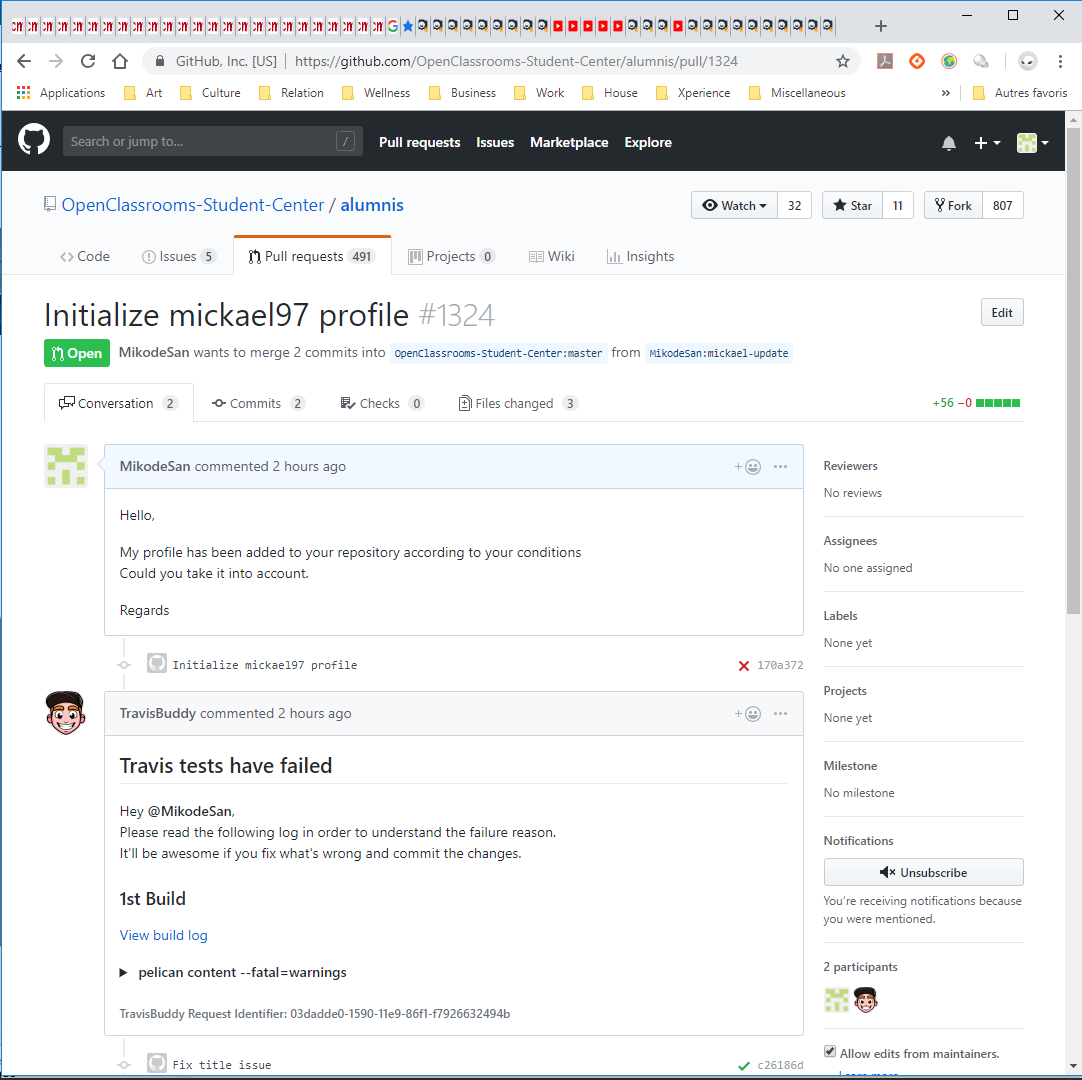 GitHub, Inc. [US] | https://github.com/OpenClassrooms-Student-Center/alumnis/pull/1324
Applications Art Culture Relation Wellness Business Work House Xperience Miscellaneous » Autres favoris
Search or jump to... / Pull requests Issues Marketplace Explore
OpenClassrooms-Student-Center / alumnis Watch 32 Star 11 Fork 807
Code Issues 5 Pull requests 491 Projects 0 Wiki Insights
Initialize mickael97 profile #1324 Edit
Open MikodeSan wants to merge 2 commits into OpenClassrooms-Student-Center:master from MikodeSan:mickael-update
Conversation 2 Commits 2 Checks 0 Files changed 3 +56 −0
MikodeSan commented 2 hours ago
Hello,
My profile has been added to your repository according to your conditions
Could you take it into account.
Regards
Initialize mickael97 profile 170a372
TravisBuddy commented 2 hours ago
Travis tests have failed
Hey @MikodeSan,
Please read the following log in order to understand the failure reason.
It'll be awesome if you fix what's wrong and commit the changes.
1st Build
View build log
pelican content --fatal=warnings
TravisBuddy Request Identifier: 03dadde0-1590-11e9-86f1-f7926632494b
Fix title issue c26186d
Reviewers
No reviews
Assignees
No one assigned
Labels
None yet
Projects
None yet
Milestone
No milestone
Notifications
Unsubscribe
You're receiving notifications because
you were mentioned.
2 participants
Allow edits from maintainers.
Learn more